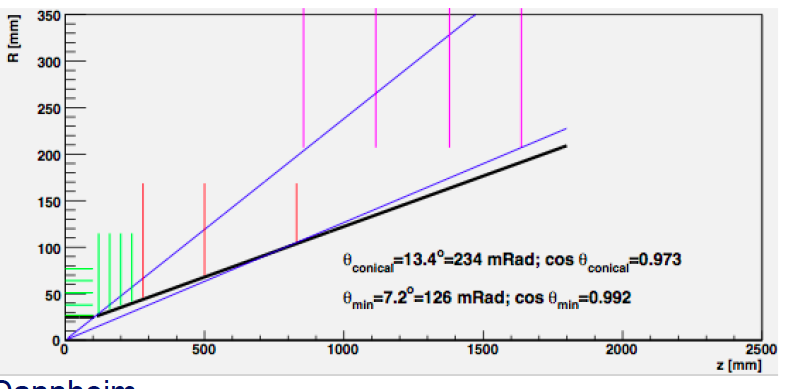 R [mm]
350
300
250
200
150
100
50
0
θconical=13.4°=234 mRad; cos θconical=0.973
θmin=7.2°=126 mRad; cos θmin=0.992
0 500 1000 1500 2000 2500
z [mm]
Dannheim